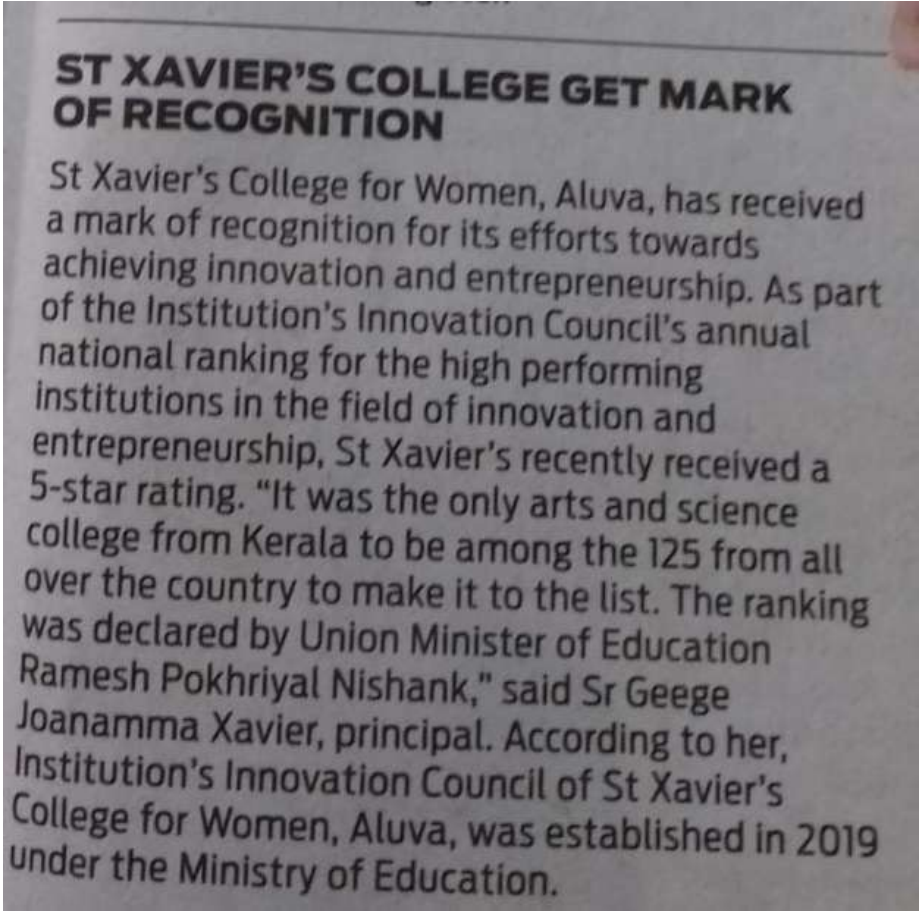 ST XAVIER'S COLLEGE GET MARK
OF RECOGNITION
St Xavier's College for Women, Aluva, has received
a mark of recognition for its efforts towards
achieving innovation and entrepreneurship. As part
of the Institution's Innovation Council's annual
national ranking for the high performing
institutions in the field of innovation and
entrepreneurship, St Xavier's recently received a
5-star rating. “It was the only arts and science
college from Kerala to be among the 125 from all
over the country to make it to the list. The ranking
was declared by Union Minister of Education
Ramesh Pokhriyal Nishank,” said Sr Geege
Joanamma Xavier, principal. According to her,
Institution's Innovation Council of St Xavier's
College for Women, Aluva, was established in 2019
under the Ministry of Education.